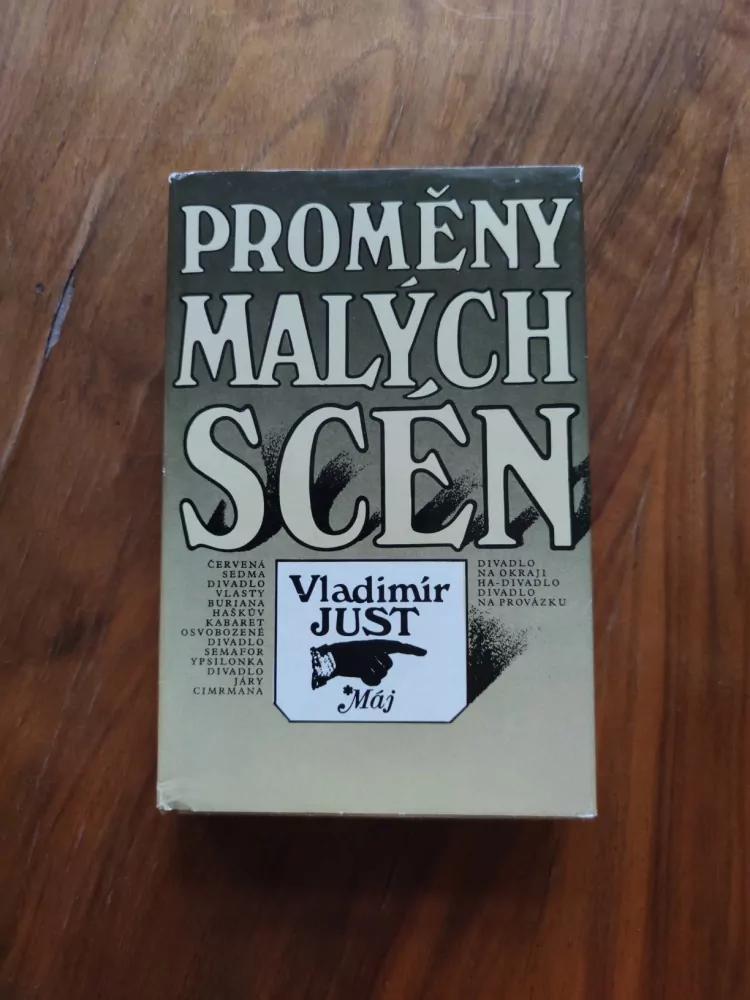 PROMĚNY
MALÝCH
SCÉN
ČERVENÁ
SEDMA
DIVADLO
VLASTY
BURIANA
HAŠKŮV
KABARET
OSVOBOZENÉ
DIVADLO
SEMAFOR
YPSILONKA
DIVADLO
JÁRY
CIMRMANA
Vladimír
JUST
*Máj
DIVADLO
NA OKRAJI
HA-DIVADLO
DIVADLO
NA PROVÁZKU